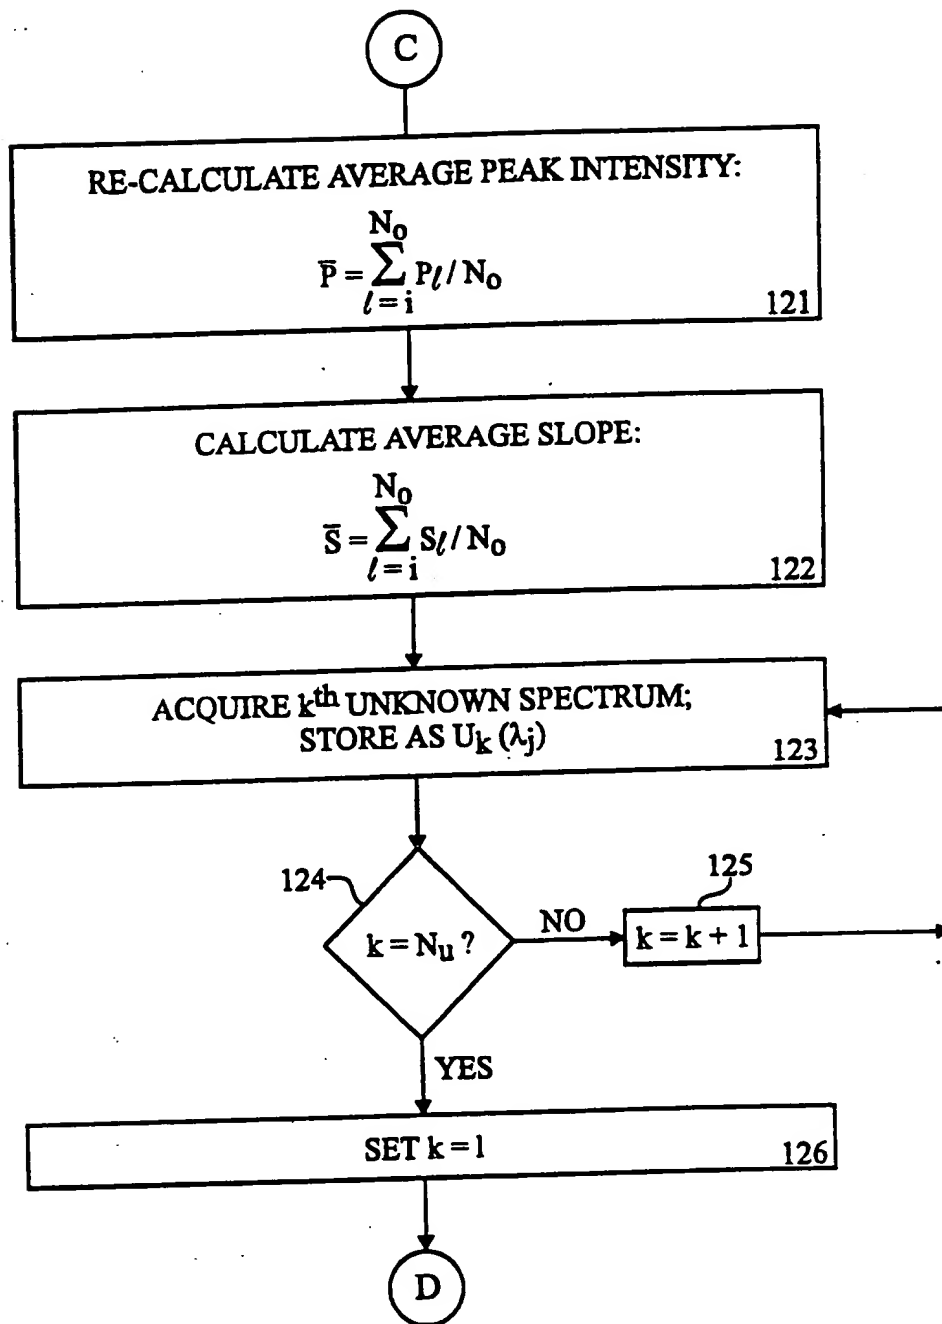 C
RE-CALCULATE AVERAGE PEAK INTENSITY:
N₀
P̄ = ∑ Pℓ / N₀
ℓ = i
121
CALCULATE AVERAGE SLOPE:
N₀
S̄ = ∑ Sℓ / N₀
ℓ = i
122
ACQUIRE kᵗʰ UNKNOWN SPECTRUM;
STORE AS Uₖ (λⱼ)
123
124
k = Nᵤ ?
NO
125
k = k + 1
YES
SET k = 1
126
D